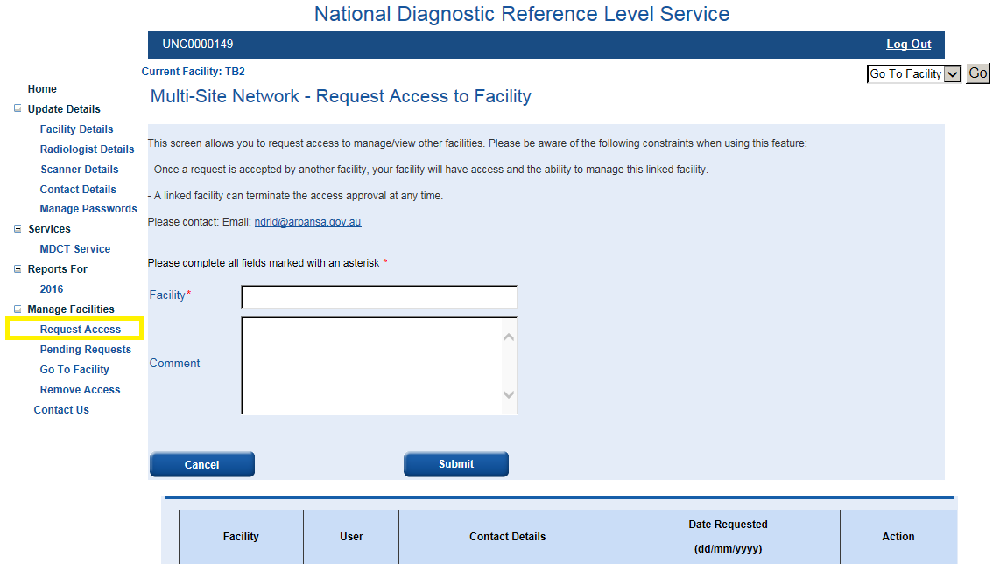 National Diagnostic Reference Level Service
UNC0000149
Log Out
Current Facility: TB2
Go To Facility
Go
Multi-Site Network - Request Access to Facility
Home
Update Details
Facility Details
Radiologist Details
Scanner Details
Contact Details
Manage Passwords
Services
MDCT Service
Reports For
2016
Manage Facilities
Request Access
Pending Requests
Go To Facility
Remove Access
Contact Us
This screen allows you to request access to manage/view other facilities. Please be aware of the following constraints when using this feature:
- Once a request is accepted by another facility, your facility will have access and the ability to manage this linked facility.
- A linked facility can terminate the access approval at any time.
Please contact: Email: ndrld@arpansa.gov.au
Please complete all fields marked with an asterisk *
Facility*
Comment
Cancel
Submit
Facility
User
Contact Details
Date Requested
(dd/mm/yyyy)
Action